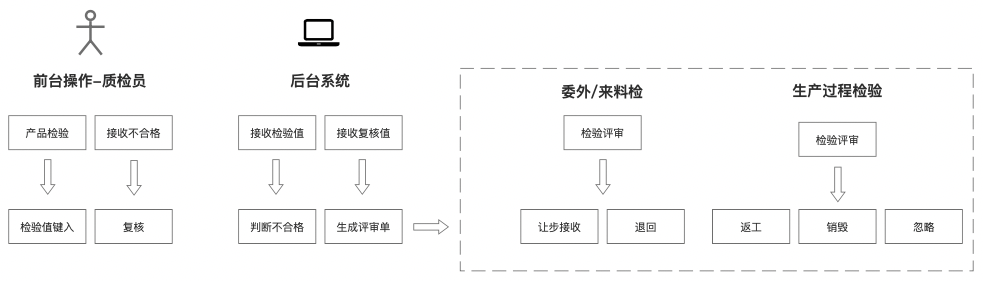 前台操作–质检员
后台系统
委外/来料检
生产过程检验
产品检验
接收不合格
接收检验值
接收复核值
检验评审
检验评审
检验值键入
复核
判断不合格
生成评审单
让步接收
退回
返工
销毁
忽略